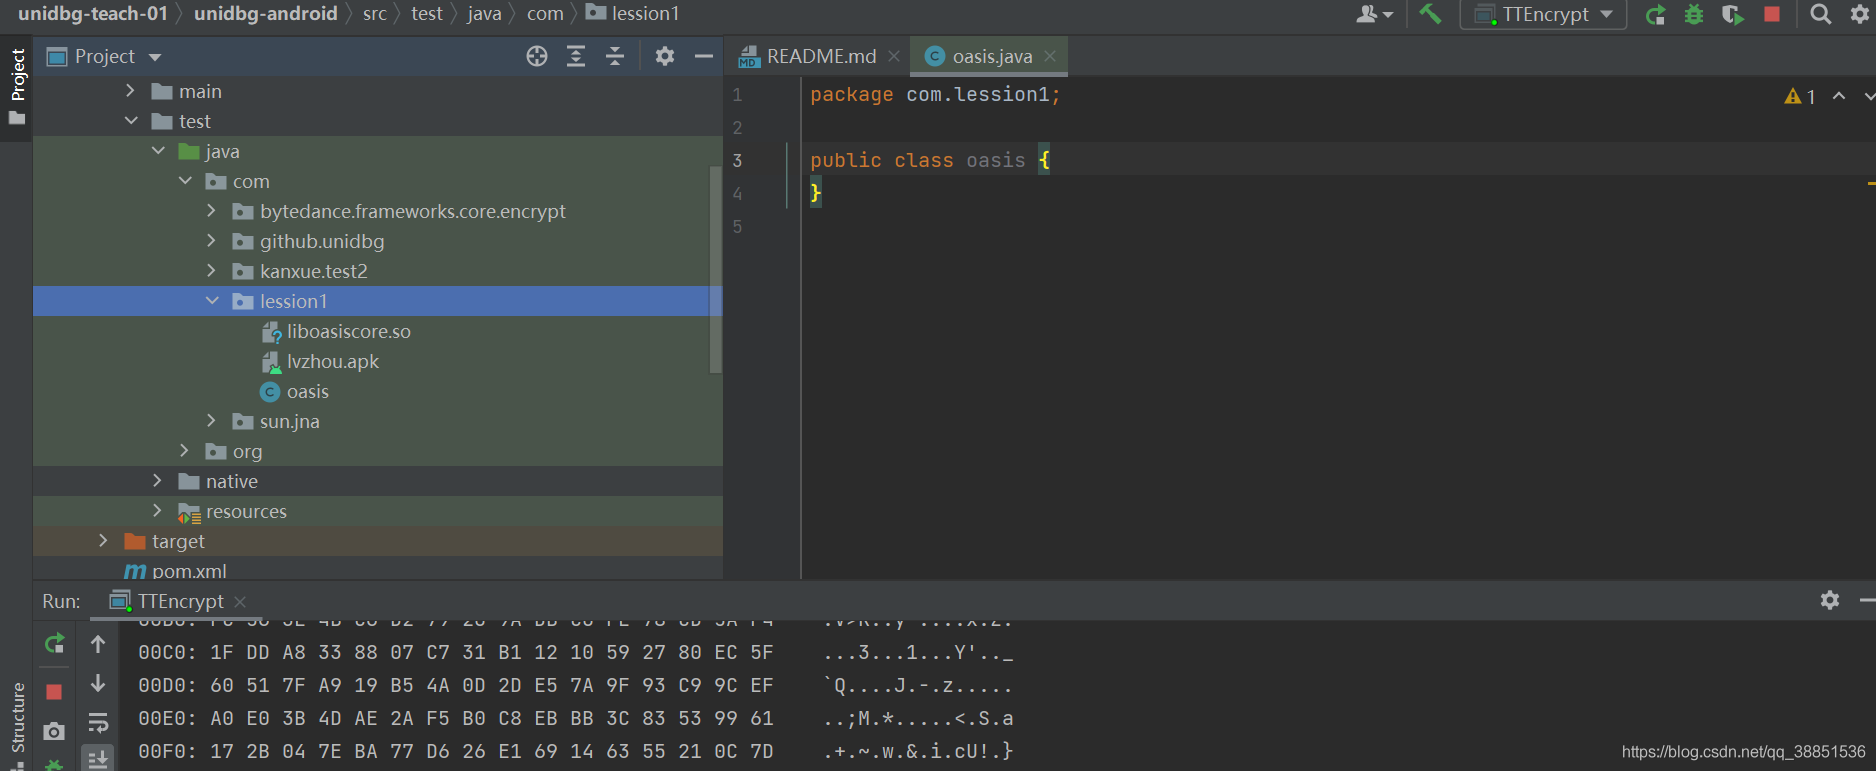 unidbg-teach-01 〉 unidbg-android 〉 src 〉 test 〉 java 〉 com 〉 lession1
TTEncrypt
Project
Project
main
test
java
com
bytedance.frameworks.core.encrypt
github.unidbg
kanxue.test2
lession1
liboasiscore.so
lvzhou.apk
oasis
sun.jna
org
native
resources
target
pom.xml
README.md
oasis.java
1 package com.lession1;
2
3 public class oasis {
4 }
5
1
Run: TTEncrypt
Structure
00C0: 1F DD A8 33 88 07 C7 31 B1 12 10 59 27 80 EC 5F ...3...1...Y'.._
00D0: 60 51 7F A9 19 B5 4A 0D 2D E5 7A 9F 93 C9 9C EF `Q....J.-.z.....
00E0: A0 E0 3B 4D AE 2A F5 B0 C8 EB BB 3C 83 53 99 61 ..;M.*.....<.S.a
00F0: 17 2B 04 7E BA 77 D6 26 E1 69 14 63 55 21 0C 7D .+.~.w.&.i.cU!.}
https://blog.csdn.net/qq_38851536